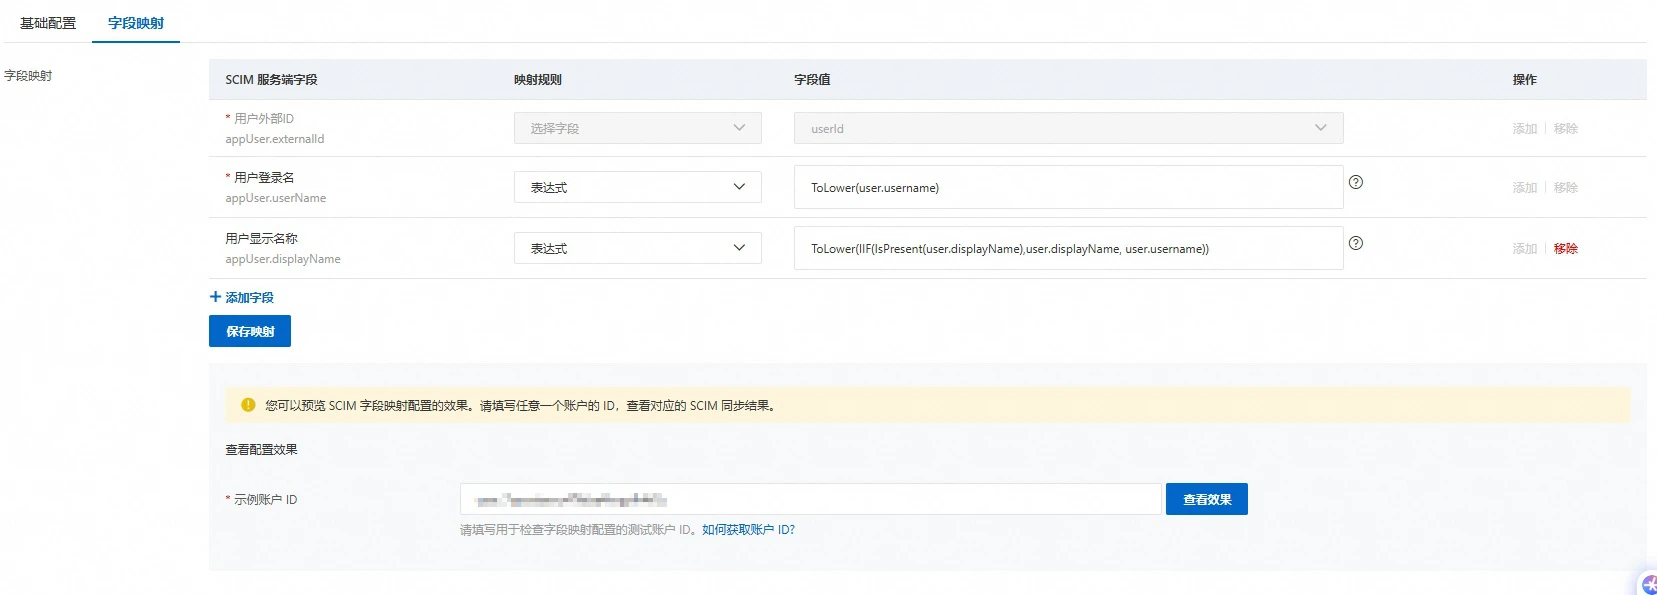 基础配置 字段映射
字段映射
SCIM 服务端字段 映射规则 字段值 操作
* 用户外部ID
appUser.externalId
选择字段 userId 添加 移除
* 用户登录名
appUser.userName
表达式 ToLower(user.username) 添加 移除
用户显示名称
appUser.displayName
表达式 ToLower(IIF(IsPresent(user.displayName),user.displayName, user.username)) 添加 移除
+ 添加字段
保存映射
您可以预览 SCIM 字段映射配置的效果。请填写任意一个账户的 ID，查看对应的 SCIM 同步结果。
查看配置效果
* 示例账户 ID 查看效果
请填写用于检查字段映射配置的测试账户 ID。如何获取账户 ID?